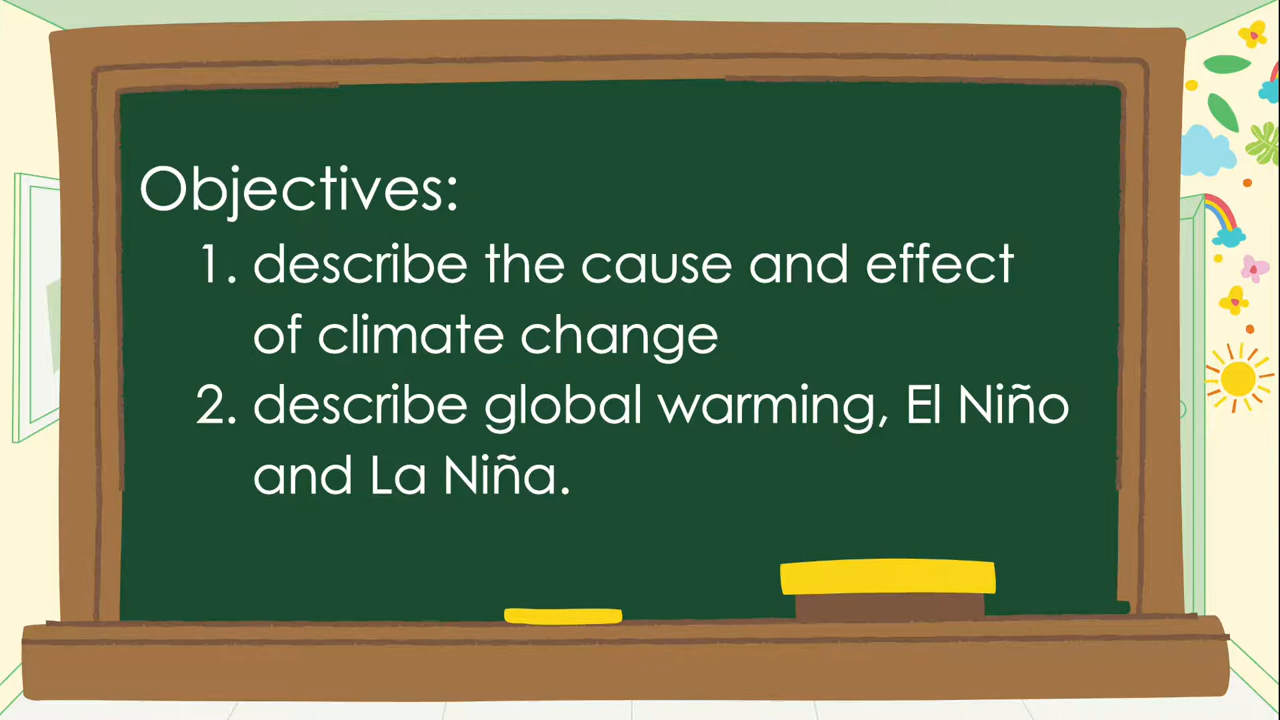 Objectives:
1. describe the cause and effect
of climate change
2. describe global warming, El Niño
and La Niña.